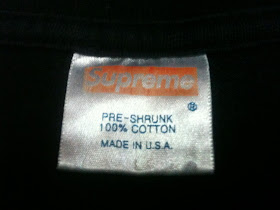 Supreme
®
PRE-SHRUNK
100% COTTON
MADE IN U.S.A.